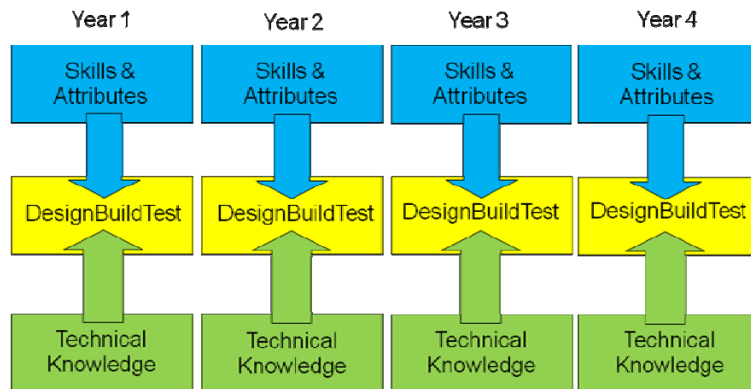 Year 1 Year 2 Year 3 Year 4
Skills & Skills & Skills & Skills &
Attributes Attributes Attributes Attributes
DesignBuildTest DesignBuildTest DesignBuildTest DesignBuildTest
Technical Technical Technical Technical
Knowledge Knowledge Knowledge Knowledge